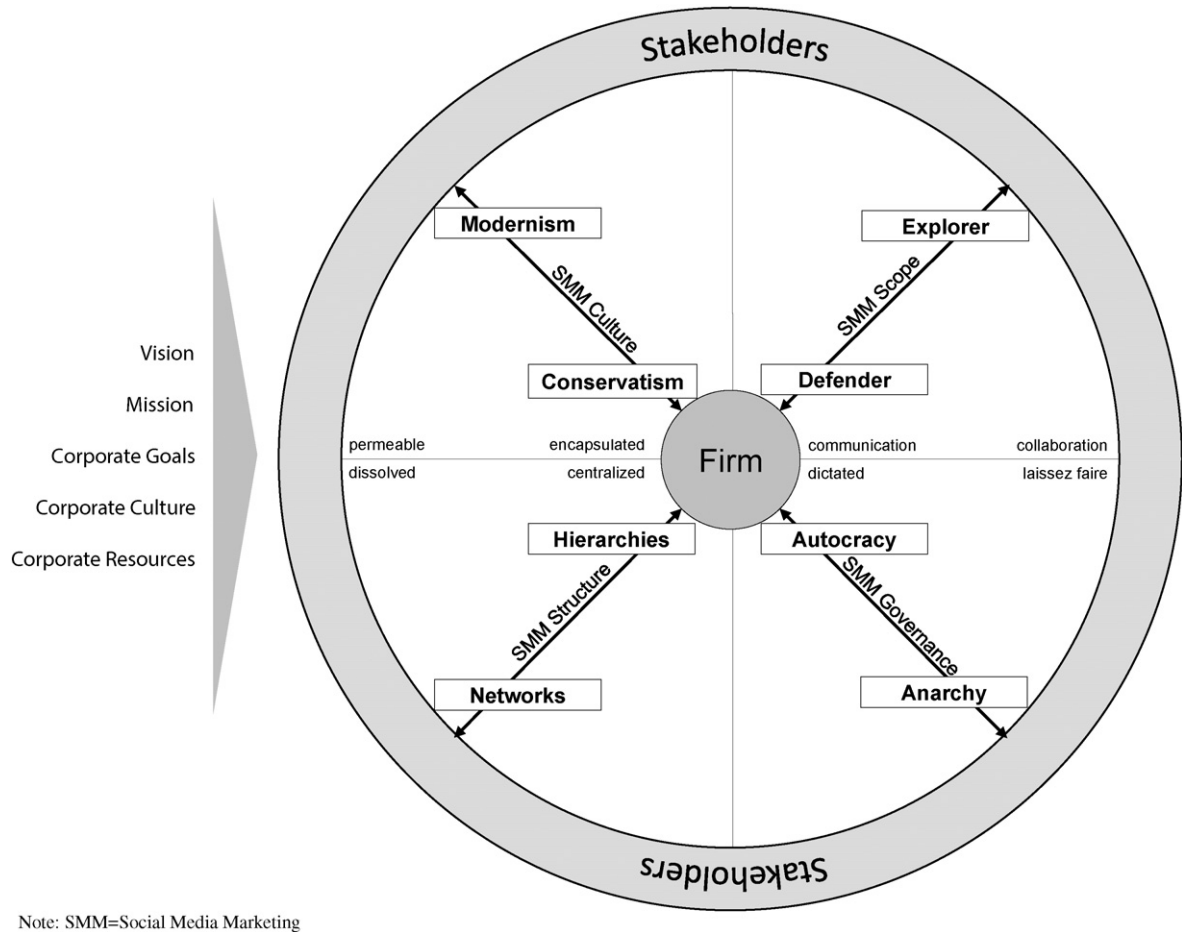 Stakeholders
Modernism
Explorer
SMM Culture
SMM Scope
Conservatism
Defender
Vision
Mission
Corporate Goals
Corporate Culture
Corporate Resources
permeable
encapsulated
communication
collaboration
Firm
dissolved
centralized
dictated
laissez faire
Hierarchies
Autocracy
SMM Structure
SMM Governance
Networks
Anarchy
Stakeholders
Note: SMM=Social Media Marketing